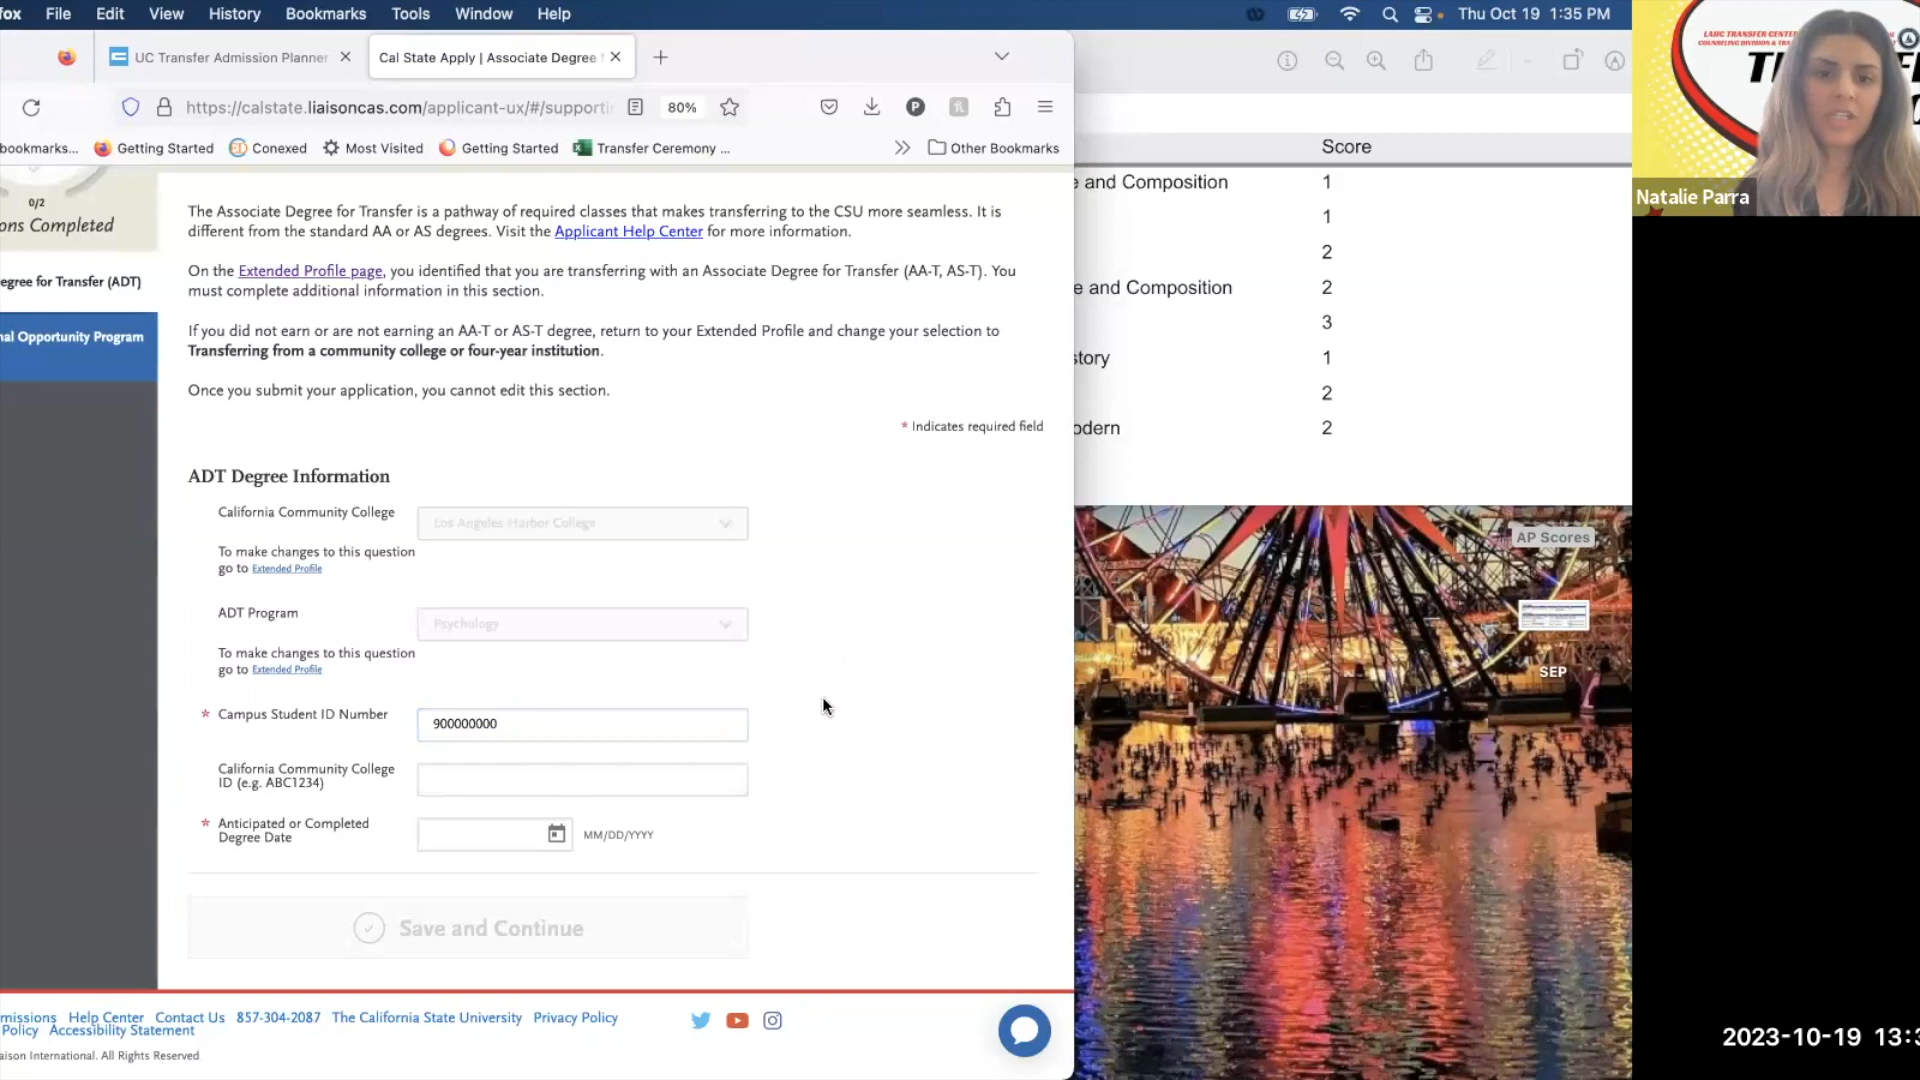 fox File Edit View History Bookmarks Tools Window Help Thu Oct 19 1:35 PM
UC Transfer Admission Planner
Cal State Apply | Associate Degree
https://calstate.liaisoncas.com/applicant-ux/#/supporti 80%
bookmarks... Getting Started Conexed Most Visited Getting Started Transfer Ceremony ... Other Bookmarks
0/2
ons Completed
egree for Transfer (ADT)
nal Opportunity Program
The Associate Degree for Transfer is a pathway of required classes that makes transferring to the CSU more seamless. It is
different from the standard AA or AS degrees. Visit the Applicant Help Center for more information.
On the Extended Profile page, you identified that you are transferring with an Associate Degree for Transfer (AA-T, AS-T). You
must complete additional information in this section.
If you did not earn or are not earning an AA-T or AS-T degree, return to your Extended Profile and change your selection to
Transferring from a community college or four-year institution.
Once you submit your application, you cannot edit this section.
* Indicates required field
ADT Degree Information
California Community College
Los Angeles Harbor College
To make changes to this question
go to Extended Profile
ADT Program
Psychology
To make changes to this question
go to Extended Profile
* Campus Student ID Number
900000000
California Community College
ID (e.g. ABC1234)
* Anticipated or Completed
Degree Date
MM/DD/YYYY
Save and Continue
missions Help Center Contact Us 857-304-2087 The California State University Privacy Policy
Policy Accessibility Statement
aison International. All Rights Reserved
Score
e and Composition 1
1
2
e and Composition 2
3
story 1
2
odern 2
AP Scores
SEP
LAHC TRANSFER CENTER
COUNSELING DIVISION &
Natalie Parra
2023-10-19 13:3